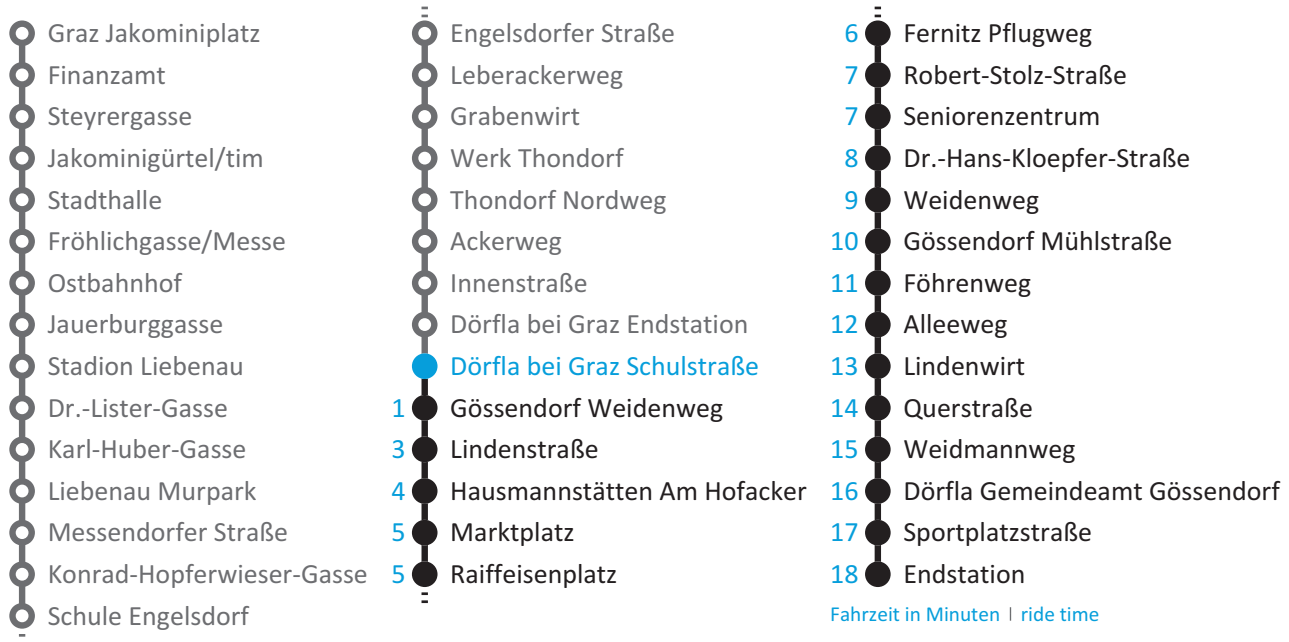 Graz Jakominiplatz
Finanzamt
Steyrergasse
Jakominigürtel/tim
Stadthalle
Fröhlichgasse/Messe
Ostbahnhof
Jauerburggasse
Stadion Liebenau
Dr.-Lister-Gasse
Karl-Huber-Gasse
Liebenau Murpark
Messendorfer Straße
Konrad-Hopferwieser-Gasse
Schule Engelsdorf
Engelsdorfer Straße
Leberackerweg
Grabenwirt
Werk Thondorf
Thondorf Nordweg
Ackerweg
Innenstraße
Dörfla bei Graz Endstation
Dörfla bei Graz Schulstraße
1 Gössendorf Weidenweg
3 Lindenstraße
4 Hausmannstätten Am Hofacker
5 Marktplatz
5 Raiffeisenplatz
6 Fernitz Pflugweg
7 Robert-Stolz-Straße
7 Seniorenzentrum
8 Dr.-Hans-Kloepfer-Straße
9 Weidenweg
10 Gössendorf Mühlstraße
11 Föhrenweg
12 Alleeweg
13 Lindenwirt
14 Querstraße
15 Weidmannweg
16 Dörfla Gemeindeamt Gössendorf
17 Sportplatzstraße
18 Endstation
Fahrzeit in Minuten | ride time